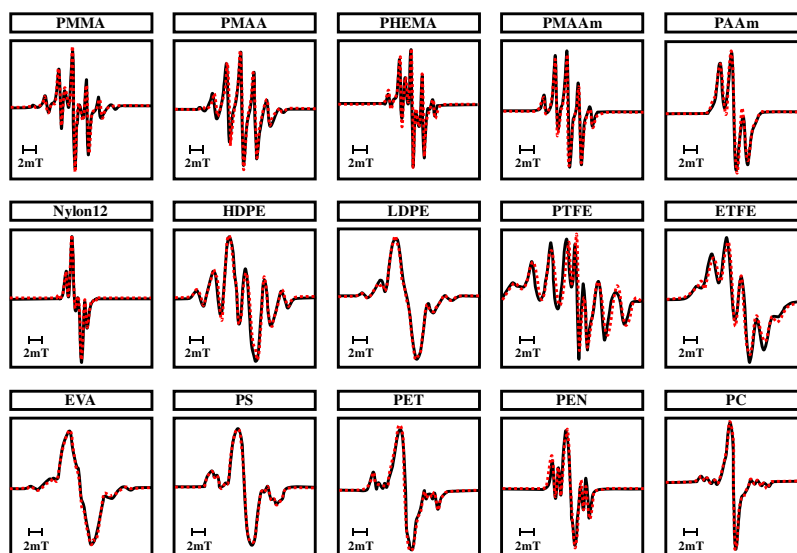 PMMA PMAA PHEMA PMAAm PAAm
2mT 2mT 2mT 2mT 2mT
Nylon12 HDPE LDPE PTFE ETFE
2mT 2mT 2mT 2mT 2mT
EVA PS PET PEN PC
2mT 2mT 2mT 2mT 2mT